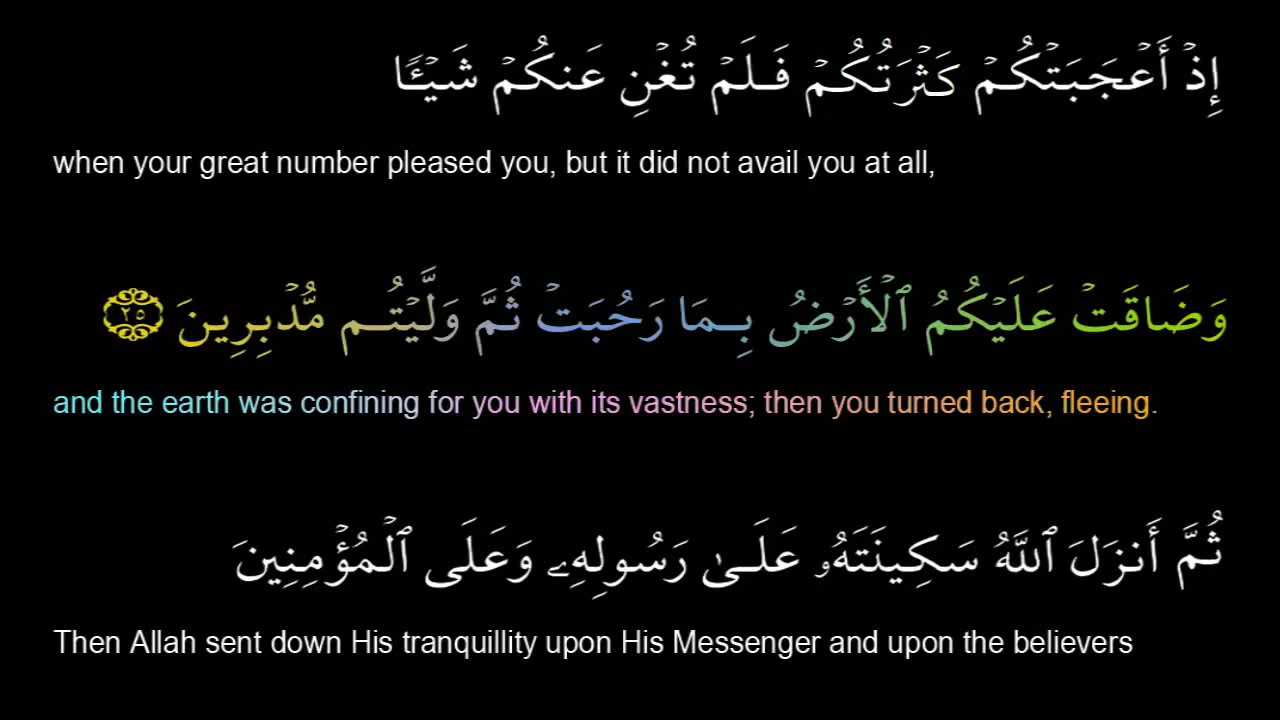 إِذْ أَعْجَبَتْكُمْ كَثْرَتُكُمْ فَلَمْ تُغْنِ عَنكُمْ شَيْـًٔا
when your great number pleased you, but it did not avail you at all,
وَضَاقَتْ عَلَيْكُمُ ٱلْأَرْضُ بِمَا رَحُبَتْ ثُمَّ وَلَّيْتُم مُّدْبِرِينَ ٢٥
and the earth was confining for you with its vastness; then you turned back, fleeing.
ثُمَّ أَنزَلَ ٱللَّهُ سَكِينَتَهُۥ عَلَىٰ رَسُولِهِۦ وَعَلَى ٱلْمُؤْمِنِينَ
Then Allah sent down His tranquillity upon His Messenger and upon the believers